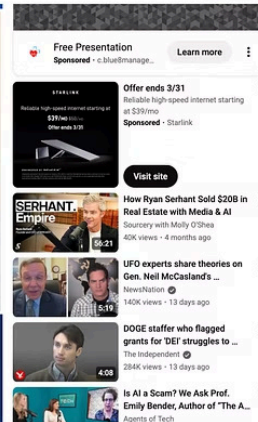 Free Presentation
Sponsored • c.blue8manage...
Learn more
STARLINK
Reliable high-speed internet starting at
$39/mo
Offer ends 3/31
Offer ends 3/31
Reliable high-speed internet starting
at $39/mo
Sponsored • Starlink
Visit site
SERHANT.
Empire
56:21
How Ryan Serhant Sold $20B in
Real Estate with Media & AI
Sourcery with Molly O'Shea
40K views • 4 months ago
5:19
UFO experts share theories on
Gen. Neil McCasland's ...
NewsNation
140K views • 13 days ago
4:08
DOGE staffer who flagged
grants for 'DEI' struggles to ...
The Independent
284K views • 13 days ago
Is AI a Scam? We Ask Prof.
Emily Bender, Author of "The A...
Agents of Tech